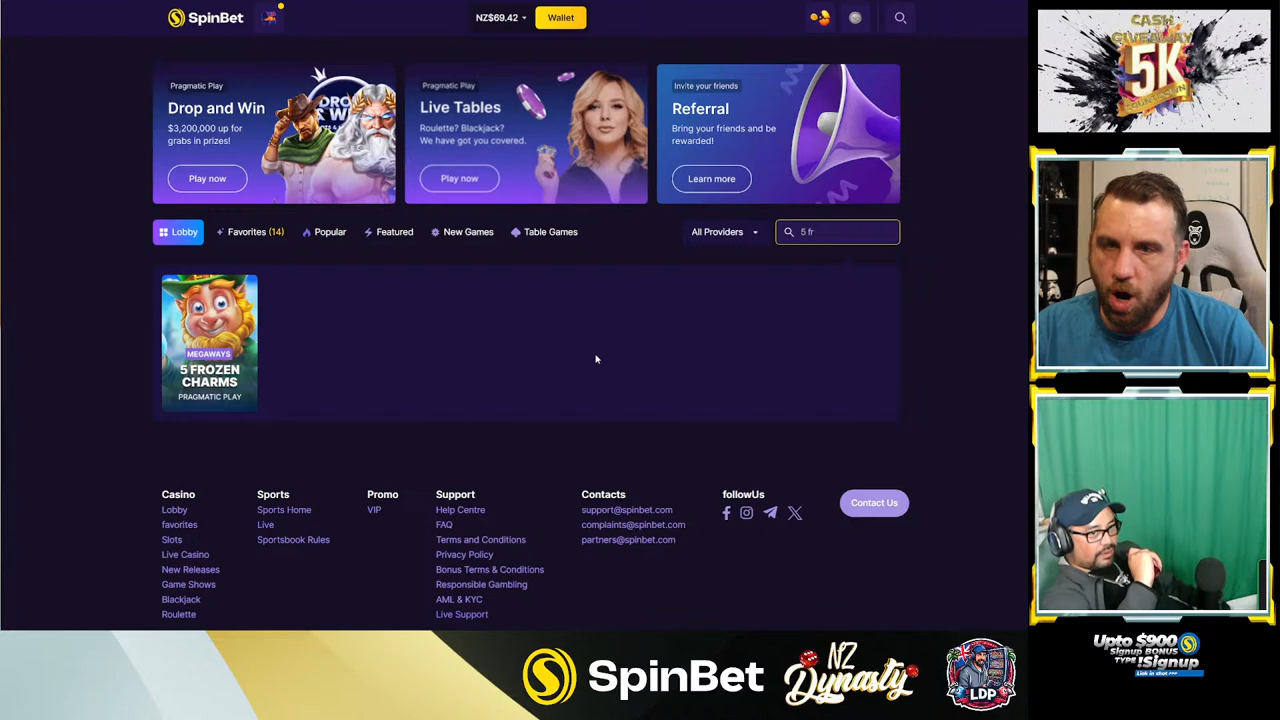 SpinBet
NZ$69.42
Wallet
Pragmatic Play
Drop and Win
$3,200,000 up for
grabs in prizes!
Play now
Pragmatic Play
Live Tables
Roulette? Blackjack?
We have got you covered.
Play now
Invite your friends
Referral
Bring your friends and be
rewarded!
Learn more
Lobby
Favorites (14)
Popular
Featured
New Games
Table Games
All Providers
5 fr
MEGAWAYS
5 FROZEN
CHARMS
PRAGMATIC PLAY
Casino
Lobby
favorites
Slots
Live Casino
New Releases
Game Shows
Blackjack
Roulette
Sports
Sports Home
Live
Sportsbook Rules
Promo
VIP
Support
Help Centre
FAQ
Terms and Conditions
Privacy Policy
Bonus Terms & Conditions
Responsible Gambling
AML & KYC
Live Support
Contacts
support@spinbet.com
complaints@spinbet.com
partners@spinbet.com
followUs
Contact Us
CASH
GIVEAWAY
5K
COUNTDOWN
SpinBet
NZ
Dynasty
LDP
Upto $900
Signup BONUS
TYPE !Signup
Link in chat >>>